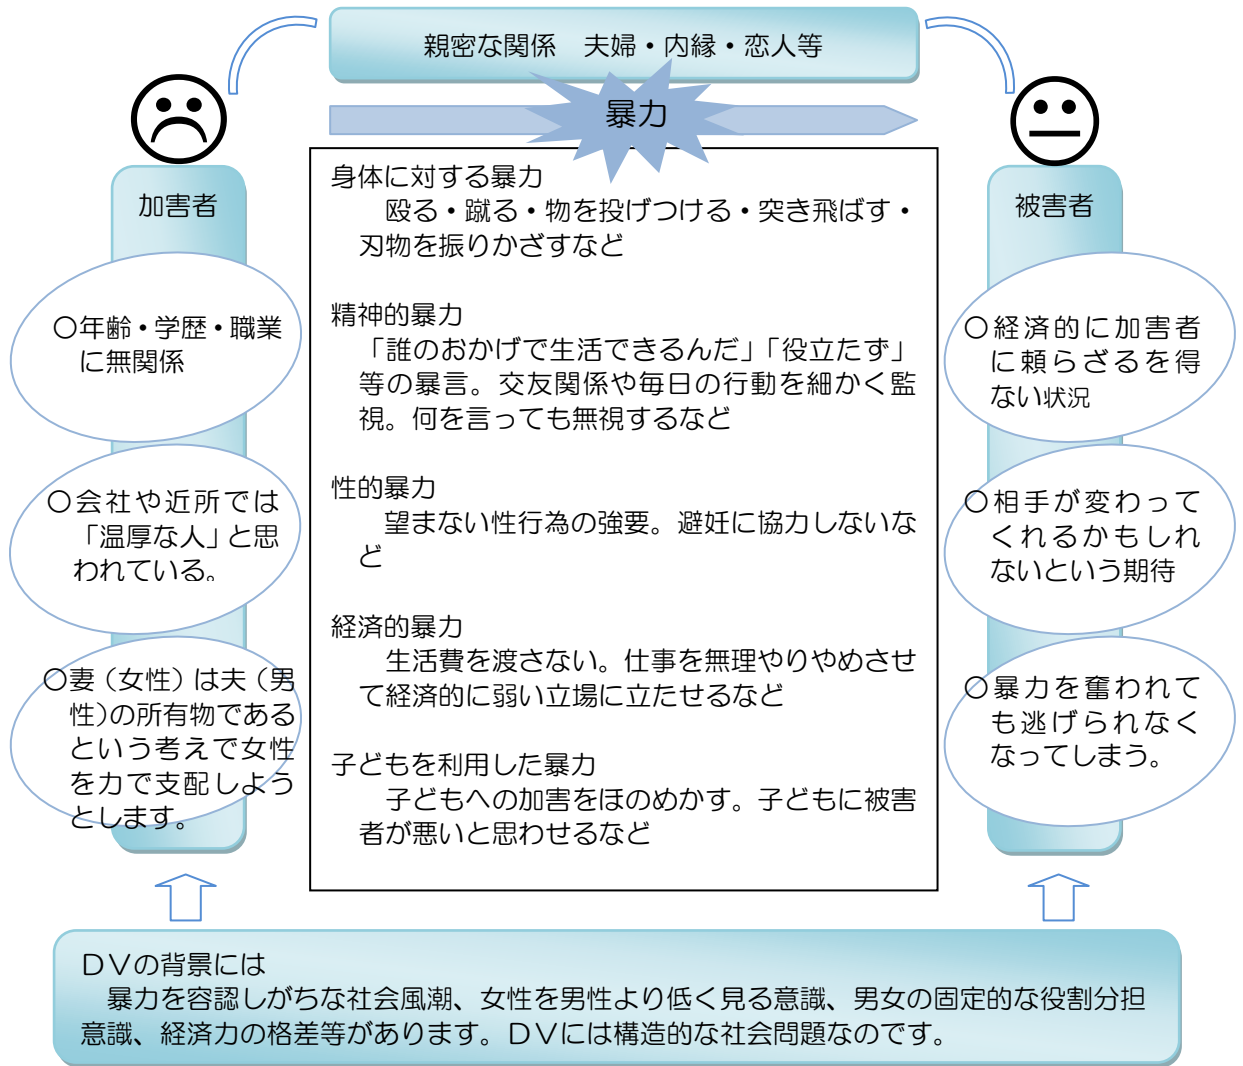 親密な関係　夫婦・内縁・恋人等
暴力
加害者
〇年齢・学歴・職業
に無関係
〇会社や近所では
「温厚な人」と思
われている。
〇妻（女性）は夫（男
性）の所有物である
という考えで女性
を力で支配しよう
とします。
身体に対する暴力
殴る・蹴る・物を投げつける・突き飛ばす・
刃物を振りかざすなど
精神的暴力
「誰のおかげで生活できるんだ」「役立たず」
等の暴言。交友関係や毎日の行動を細かく監
視。何を言っても無視するなど
性的暴力
望まない性行為の強要。避妊に協力しないな
ど
経済的暴力
生活費を渡さない。仕事を無理やりやめさせ
て経済的に弱い立場に立たせるなど
子どもを利用した暴力
子どもへの加害をほのめかす。子どもに被害
者が悪いと思わせるなど
被害者
〇経済的に加害者
に頼らざるを得
ない状況
〇相手が変わって
くれるかもしれ
ないという期待
〇暴力を奮われて
も逃げられなく
なってしまう。
ＤＶの背景には
暴力を容認しがちな社会風潮、女性を男性より低く見る意識、男女の固定的な役割分担
意識、経済力の格差等があります。ＤＶには構造的な社会問題なのです。